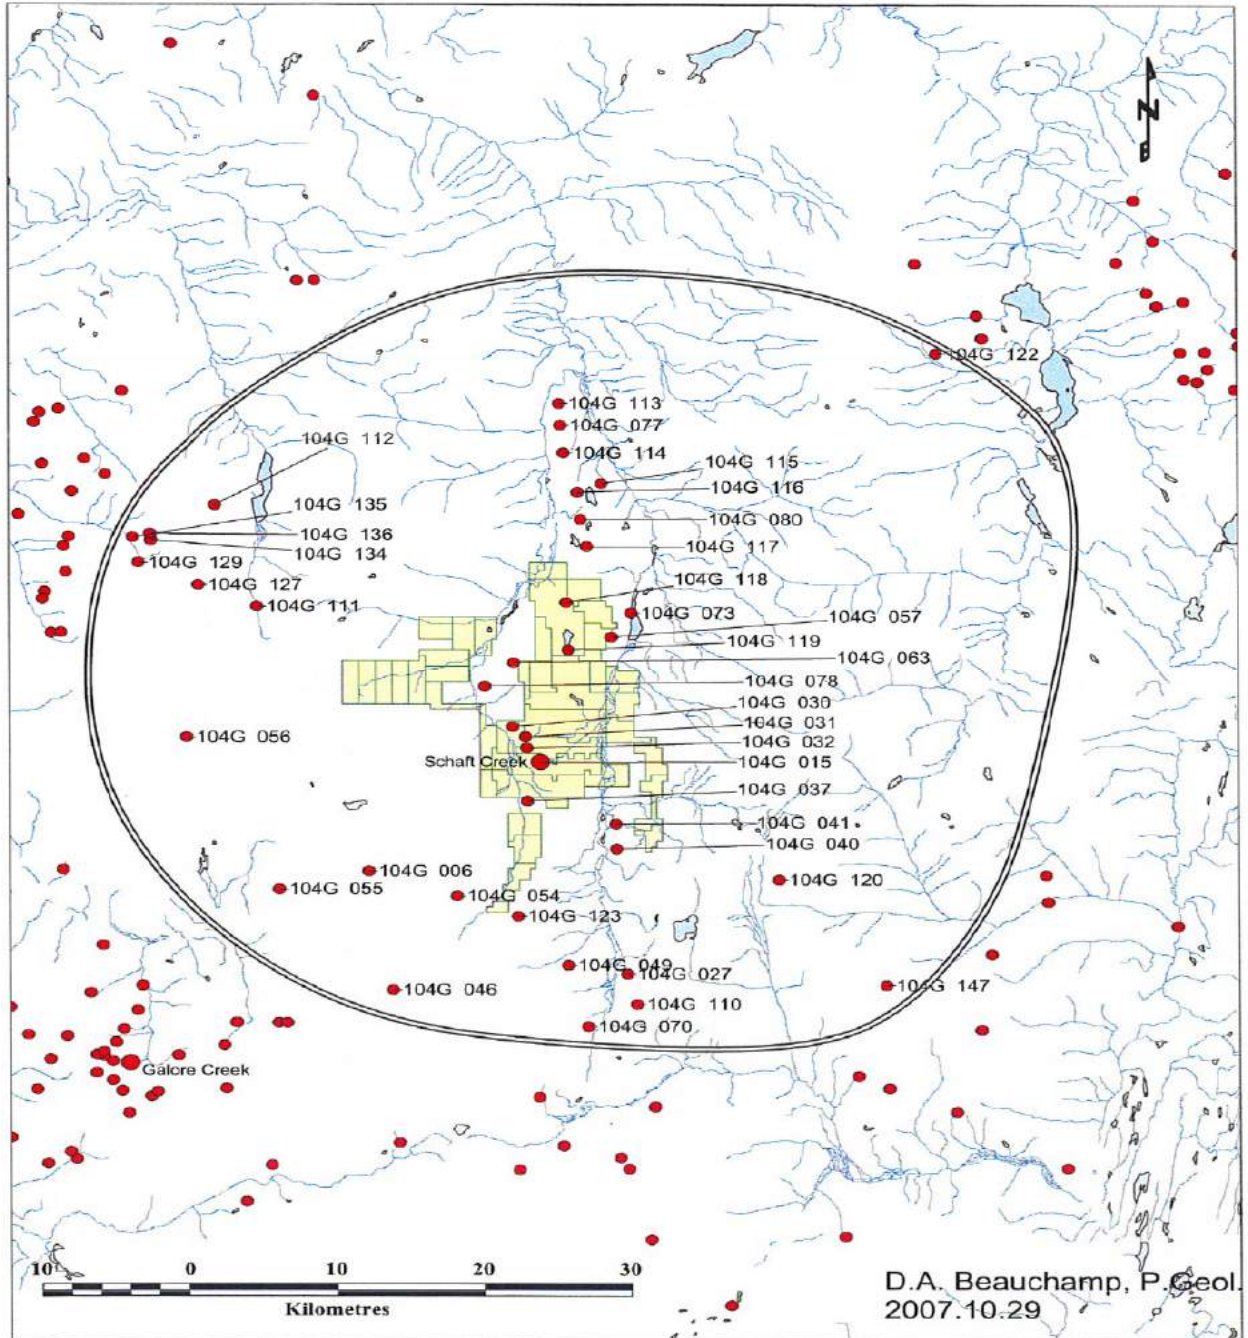 N
104G 122
104G 113
104G 077
104G 112
104G 114
104G 115
104G 116
104G 135
104G 080
104G 136
104G 117
104G 134
104G 129
104G 118
104G 127
104G 111
104G 073
104G 057
104G 119
104G 063
104G 078
104G 030
104G 031
104G 056
104G 032
Schaft Creek
104G 015
104G 037
104G 041
104G 040
104G 006
104G 120
104G 055
104G 054
104G 123
104G 049
104G 027
104G 147
104G 046
104G 110
104G 070
Galore Creek
10 0 10 20 30
Kilometres
D.A. Beauchamp, P.Geol.
2007.10.29